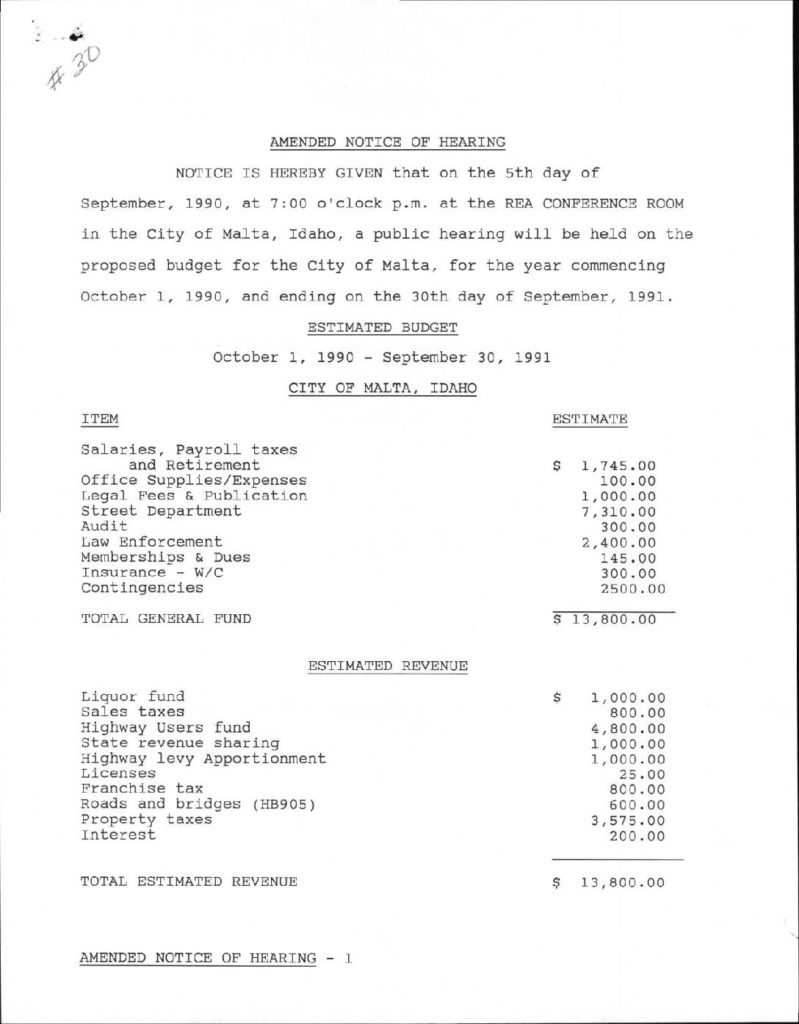 # 30
AMENDED NOTICE OF HEARING
NOTICE IS HEREBY GIVEN that on the 5th day of
September, 1990, at 7:00 o'clock p.m. at the REA CONFERENCE ROOM
in the City of Malta, Idaho, a public hearing will be held on the
proposed budget for the City of Malta, for the year commencing
October 1, 1990, and ending on the 30th day of September, 1991.
ESTIMATED BUDGET
October 1, 1990 - September 30, 1991
CITY OF MALTA, IDAHO
ITEM ESTIMATE
Salaries, Payroll taxes
and Retirement $ 1,745.00
Office Supplies/Expenses 100.00
Legal Fees & Publication 1,000.00
Street Department 7,310.00
Audit 300.00
Law Enforcement 2,400.00
Memberships & Dues 145.00
Insurance - W/C 300.00
Contingencies 2500.00
TOTAL GENERAL FUND $ 13,800.00
ESTIMATED REVENUE
Liquor fund $ 1,000.00
Sales taxes 800.00
Highway Users fund 4,800.00
State revenue sharing 1,000.00
Highway levy Apportionment 1,000.00
Licenses 25.00
Franchise tax 800.00
Roads and bridges (HB905) 600.00
Property taxes 3,575.00
Interest 200.00
TOTAL ESTIMATED REVENUE $ 13,800.00
AMENDED NOTICE OF HEARING - 1